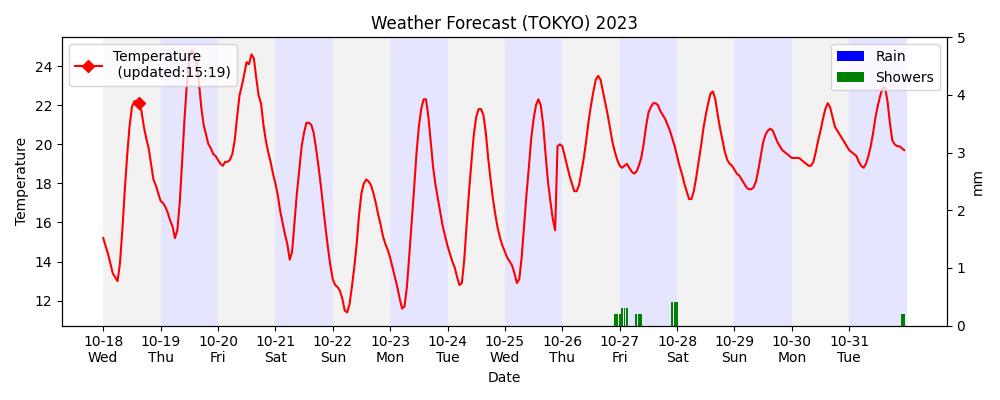 Weather Forecast (TOKYO) 2023
Temperature
(updated:15:19)
Rain
Showers
Temperature
24
22
20
18
16
14
12
5
4
3
2
1
0
mm
10-18 10-19 10-20 10-21 10-22 10-23 10-24 10-25 10-26 10-27 10-28 10-29 10-30 10-31
Wed Thu Fri Sat Sun Mon Tue Wed Thu Fri Sat Sun Mon Tue
Date